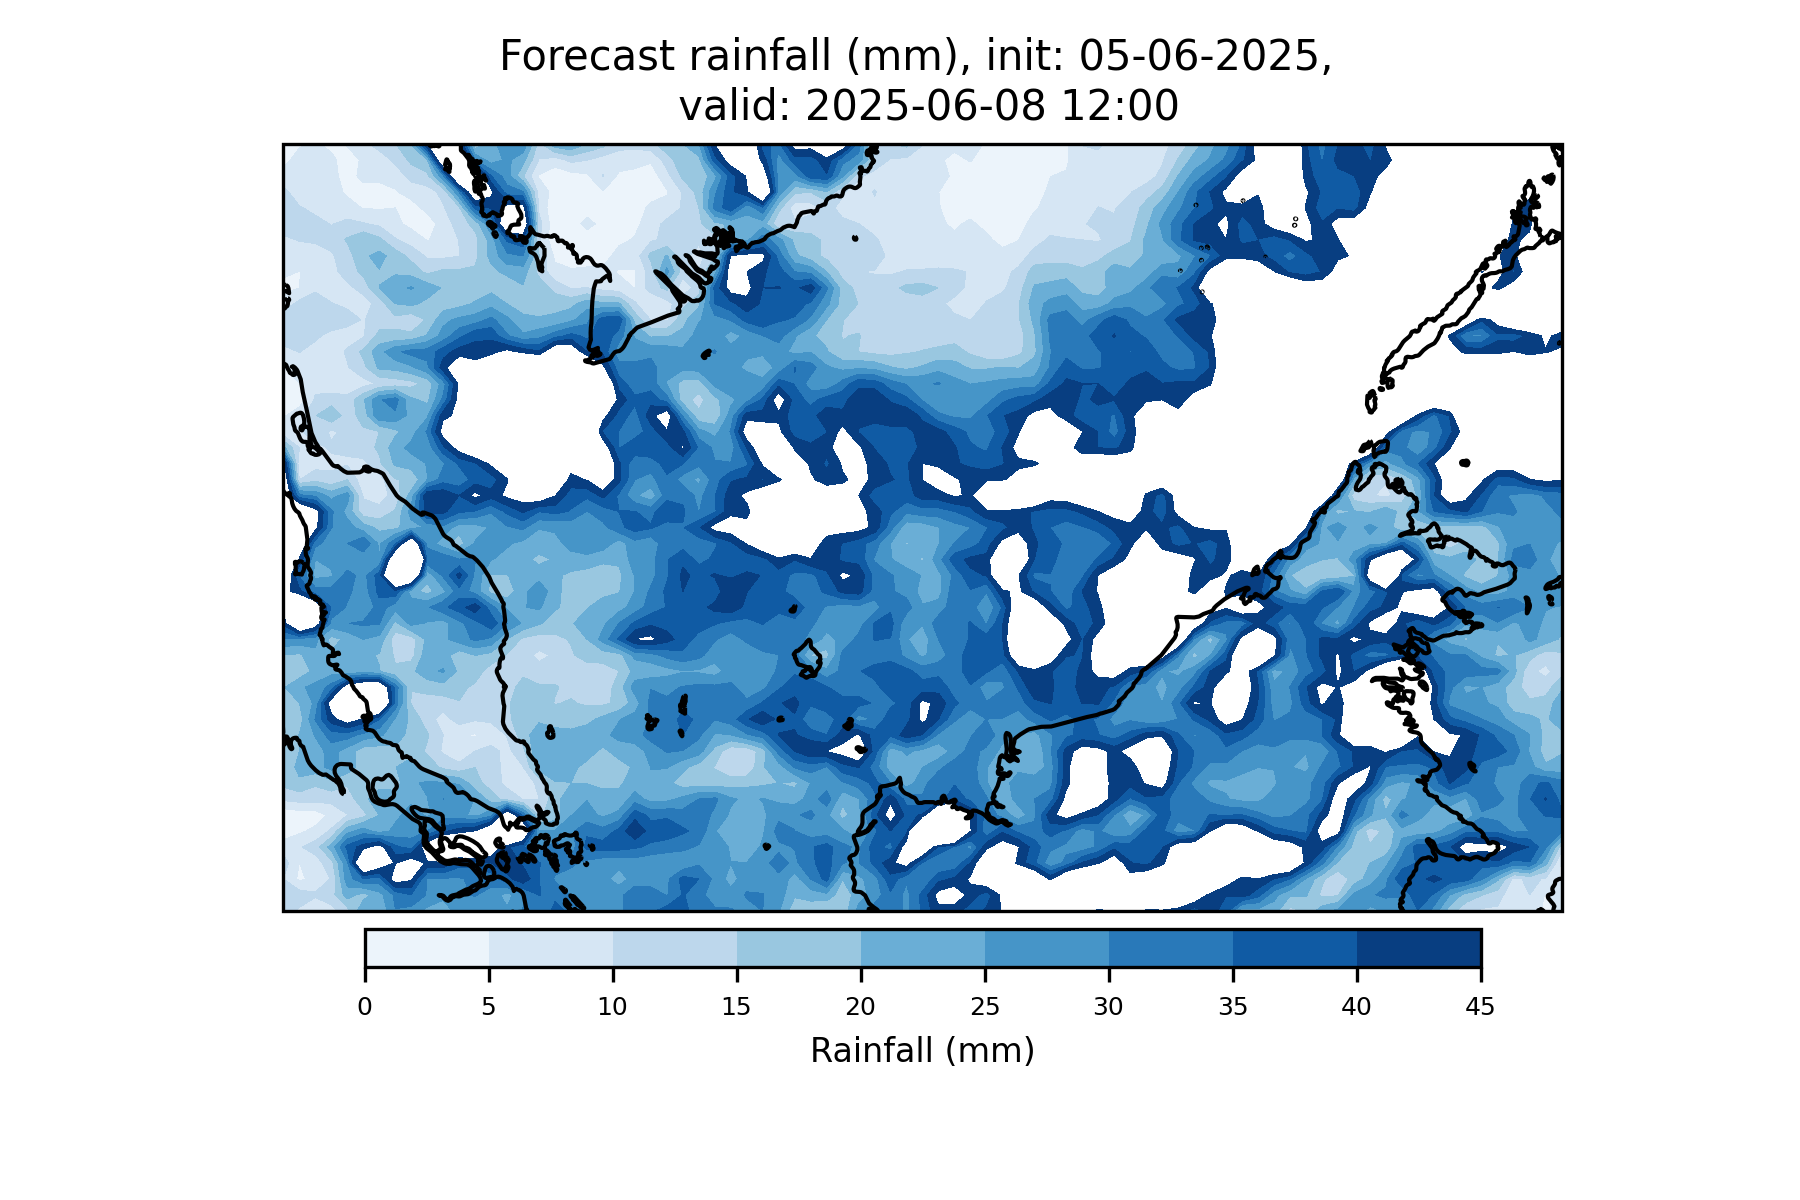 Forecast rainfall (mm), init: 05-06-2025,
valid: 2025-06-08 12:00
0 5 10 15 20 25 30 35 40 45
Rainfall (mm)